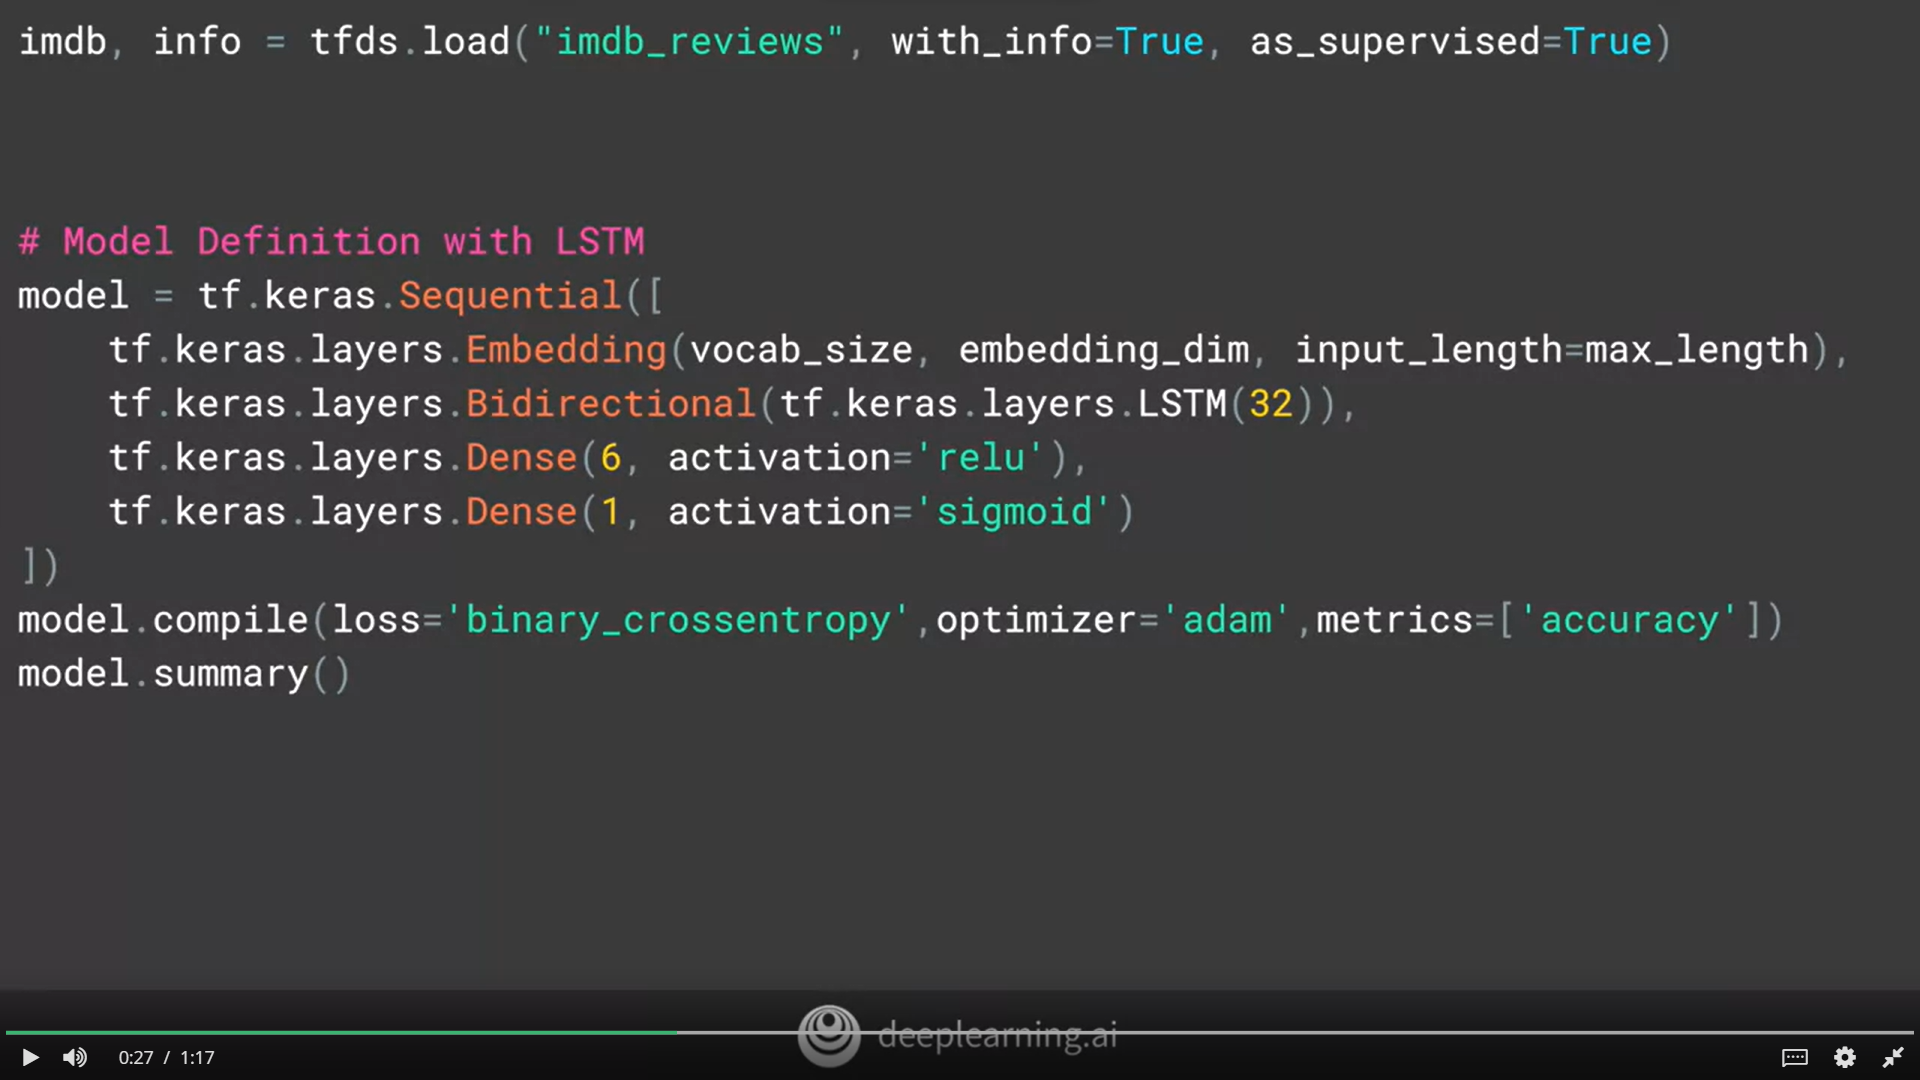 imdb, info = tfds.load("imdb_reviews", with_info=True, as_supervised=True)
# Model Definition with LSTM
model = tf.keras.Sequential([
    tf.keras.layers.Embedding(vocab_size, embedding_dim, input_length=max_length),
    tf.keras.layers.Bidirectional(tf.keras.layers.LSTM(32)),
    tf.keras.layers.Dense(6, activation='relu'),
    tf.keras.layers.Dense(1, activation='sigmoid')
])
model.compile(loss='binary_crossentropy',optimizer='adam',metrics=['accuracy'])
model.summary()
deeplearning.ai
0:27 / 1:17